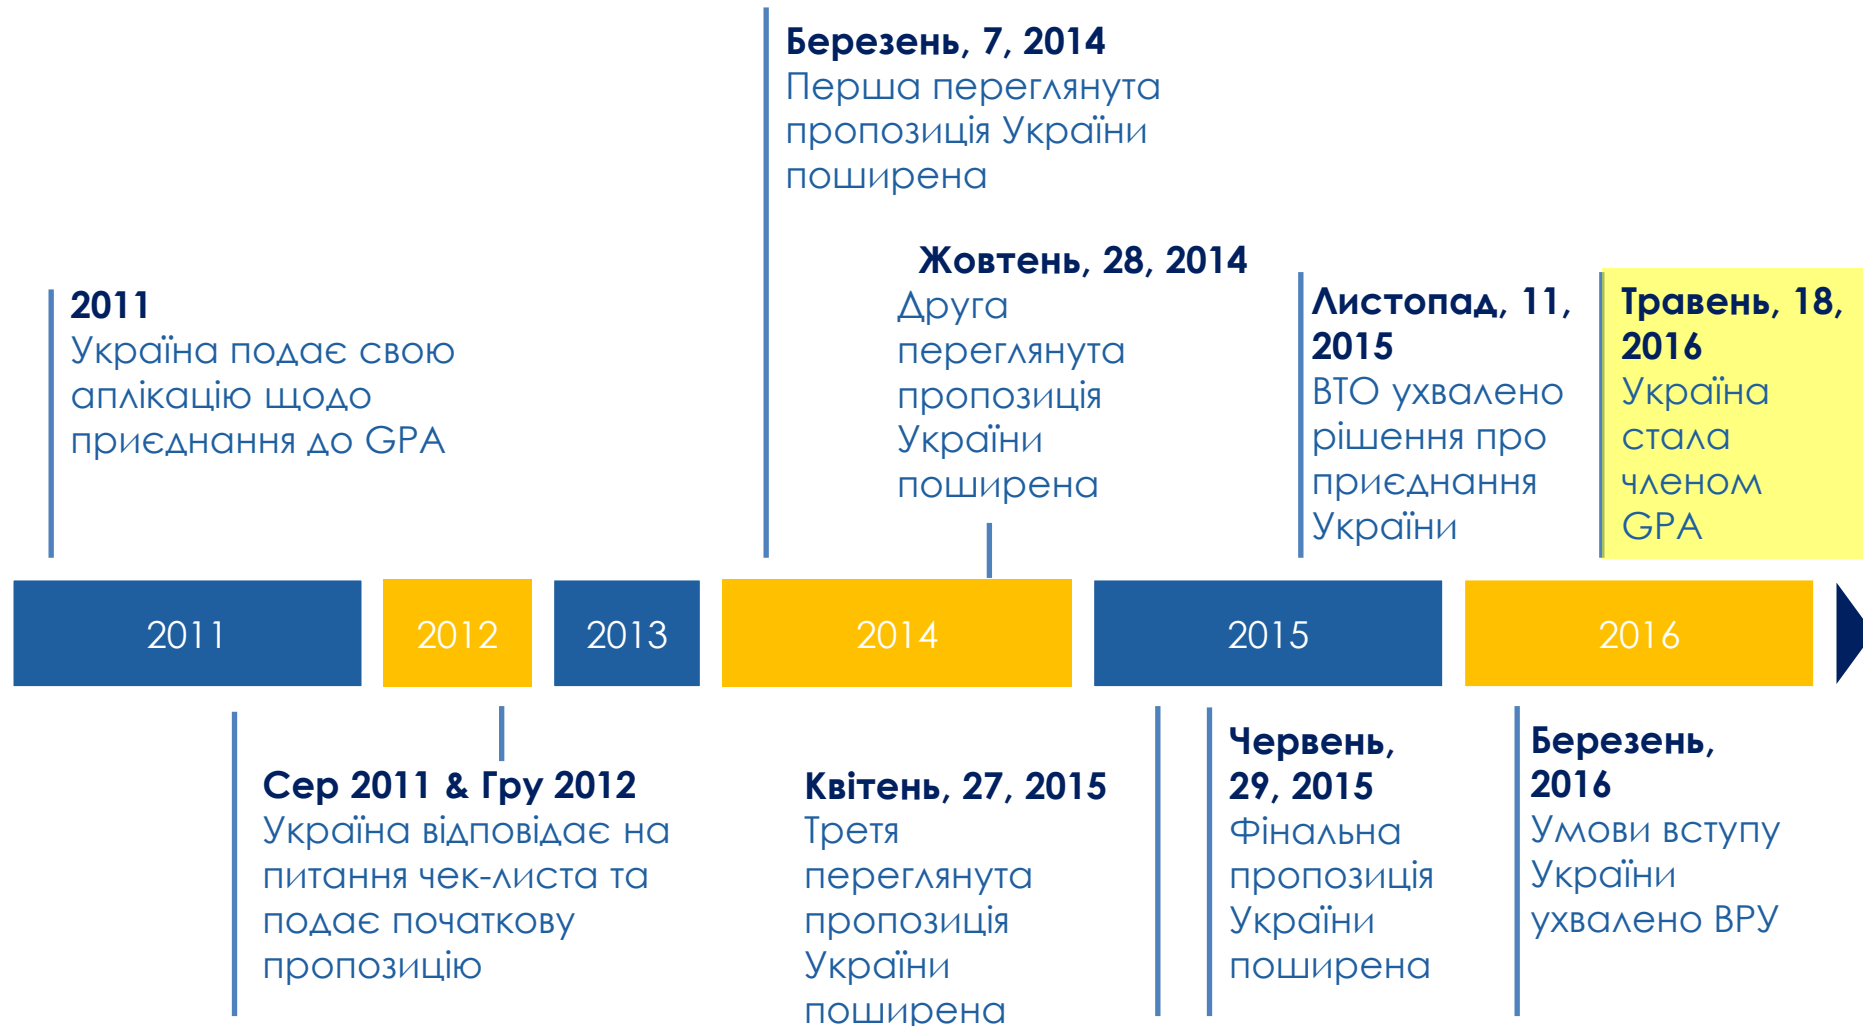 Березень, 7, 2014
Перша переглянута
пропозиція України
поширена
Жовтень, 28, 2014
Друга
переглянута
пропозиція
України
поширена
2011
Україна подає свою
аплікацію щодо
приєднання до GPA
Листопад, 11,
2015
ВТО ухвалено
рішення про
приєднання
України
Травень, 18,
2016
Україна
стала
членом
GPA
2011
2012
2013
2014
2015
2016
Сер 2011 & Гру 2012
Україна відповідає на
питання чек-листа та
подає початкову
пропозицію
Квітень, 27, 2015
Третя
переглянута
пропозиція
України
поширена
Червень,
29, 2015
Фінальна
пропозиція
України
поширена
Березень,
2016
Умови вступу
України
ухвалено ВРУ